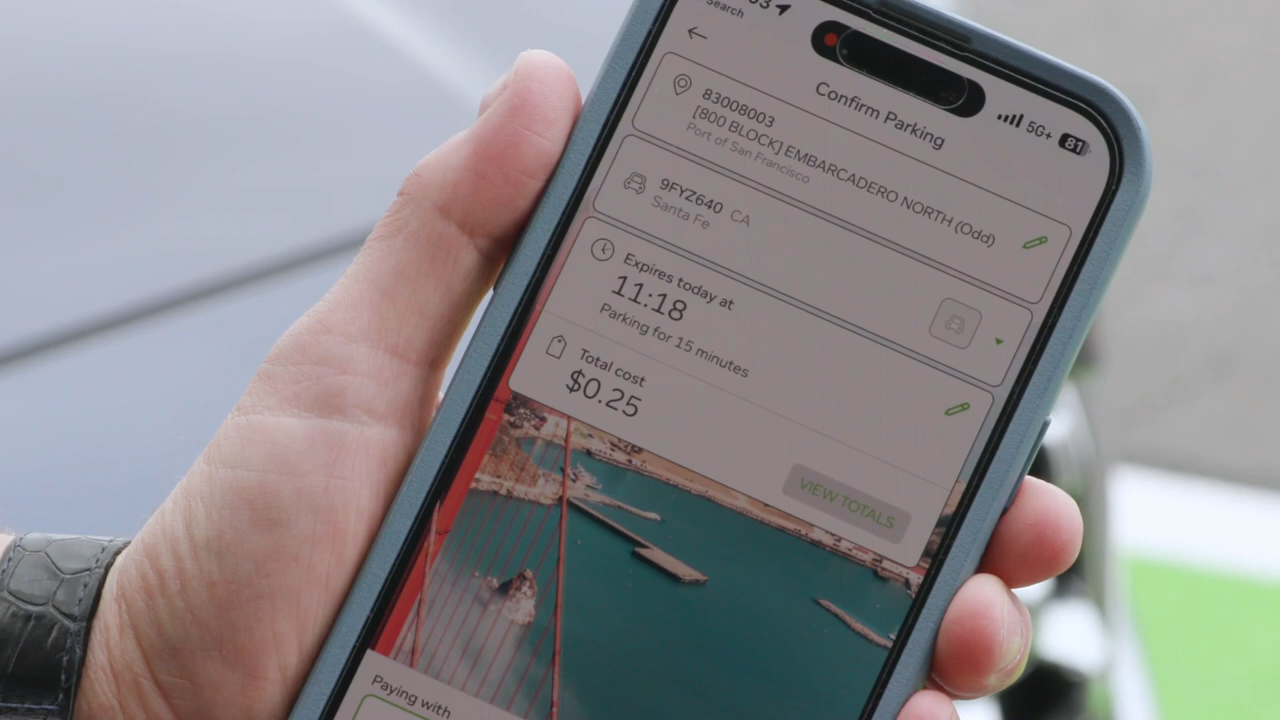 Search
Confirm Parking
5G+
81
83008003
[800 BLOCK] EMBARCADERO NORTH (Odd)
Port of San Francisco
9FYZ640 CA
Santa Fe
Expires today at
11:18
Parking for 15 minutes
Total cost
$0.25
VIEW TOTALS
Paying with